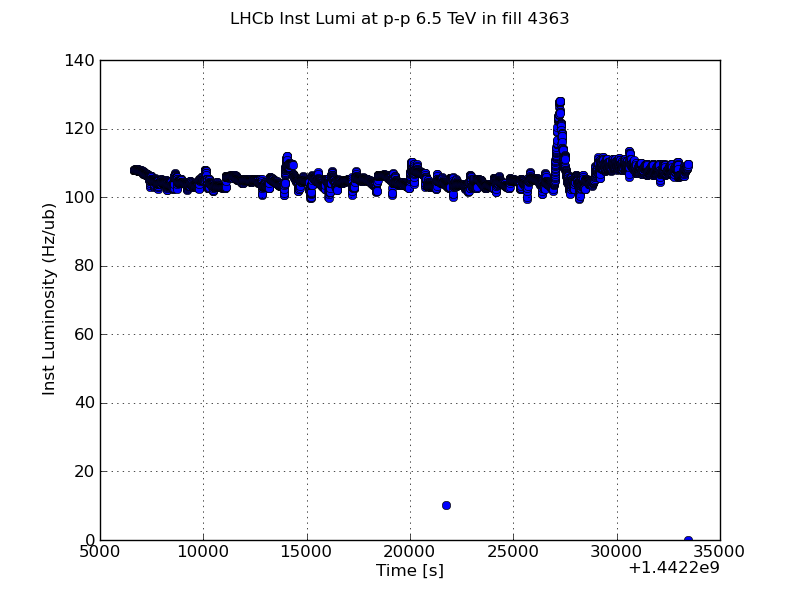 LHCb Inst Lumi at p-p 6.5 TeV in fill 4363
Inst Luminosity (Hz/ub)
140
120
100
80
60
40
20
0
5000 10000 15000 20000 25000 30000 35000
Time [s]
+1.4422e9